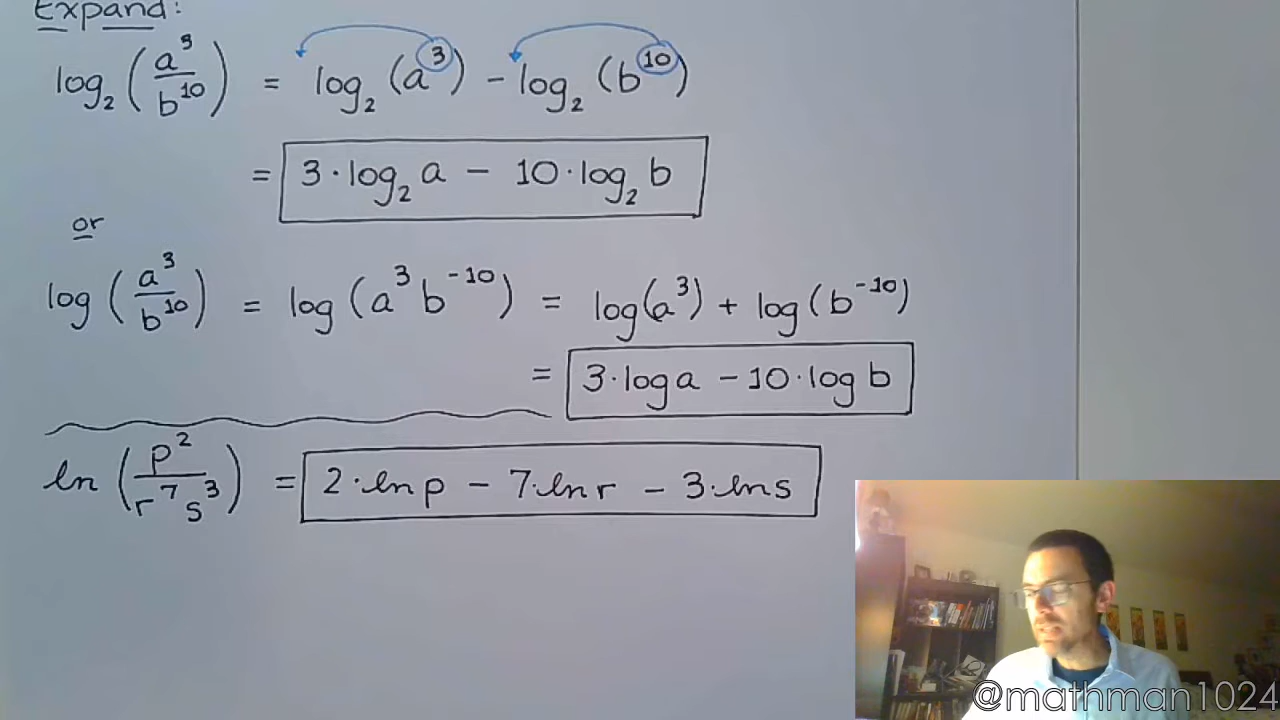 Expand:
log₂ (a³/b¹⁰) = log₂ (a³) − log₂ (b¹⁰)
= 3·log₂ a − 10·log₂ b
or
log (a³/b¹⁰) = log (a³ b⁻¹⁰) = log(a³) + log (b⁻¹⁰)
= 3·log a − 10·log b
ln (p²/r⁷s³) = 2·ln p − 7·ln r − 3·ln s
@mathman1024